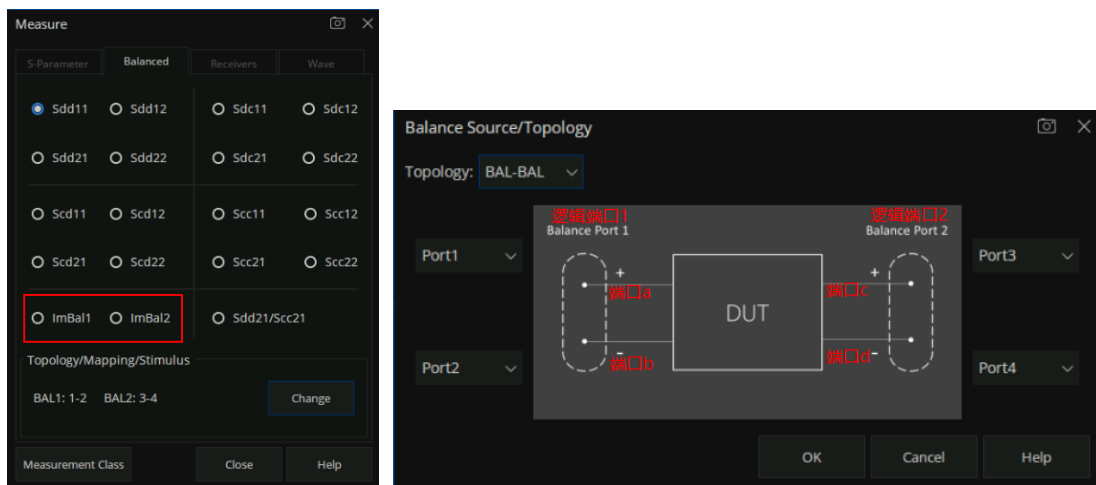 Measure
S-Parameter Balanced Receivers Wave
Sdd11 Sdd12 Sdc11 Sdc12
Sdd21 Sdd22 Sdc21 Sdc22
Scd11 Scd12 Scc11 Scc12
Scd21 Scd22 Scc21 Scc22
ImBal1 ImBal2 Sdd21/Scc21
Topology/Mapping/Stimulus
BAL1: 1-2 BAL2: 3-4 Change
Measurement Class Close Help
Balance Source/Topology
Topology: BAL-BAL
逻辑端口1 逻辑端口2
Balance Port 1 Balance Port 2
Port1 Port3
+ +
端口a 端口c
DUT
- -
端口b 端口d
Port2 Port4
OK Cancel Help